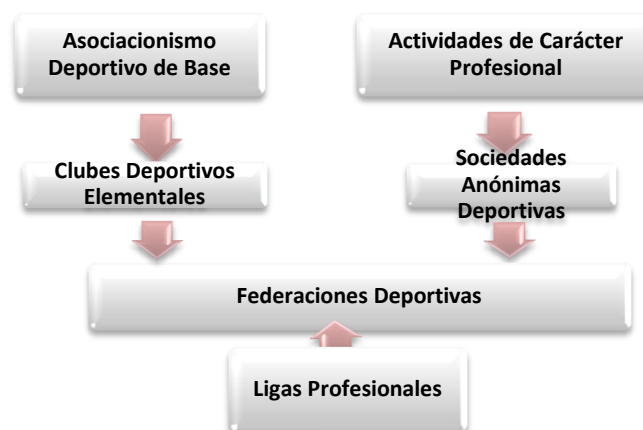 Asociacionismo
Deportivo de Base
Actividades de Carácter
Profesional
Clubes Deportivos
Elementales
Sociedades
Anónimas
Deportivas
Federaciones Deportivas
Ligas Profesionales